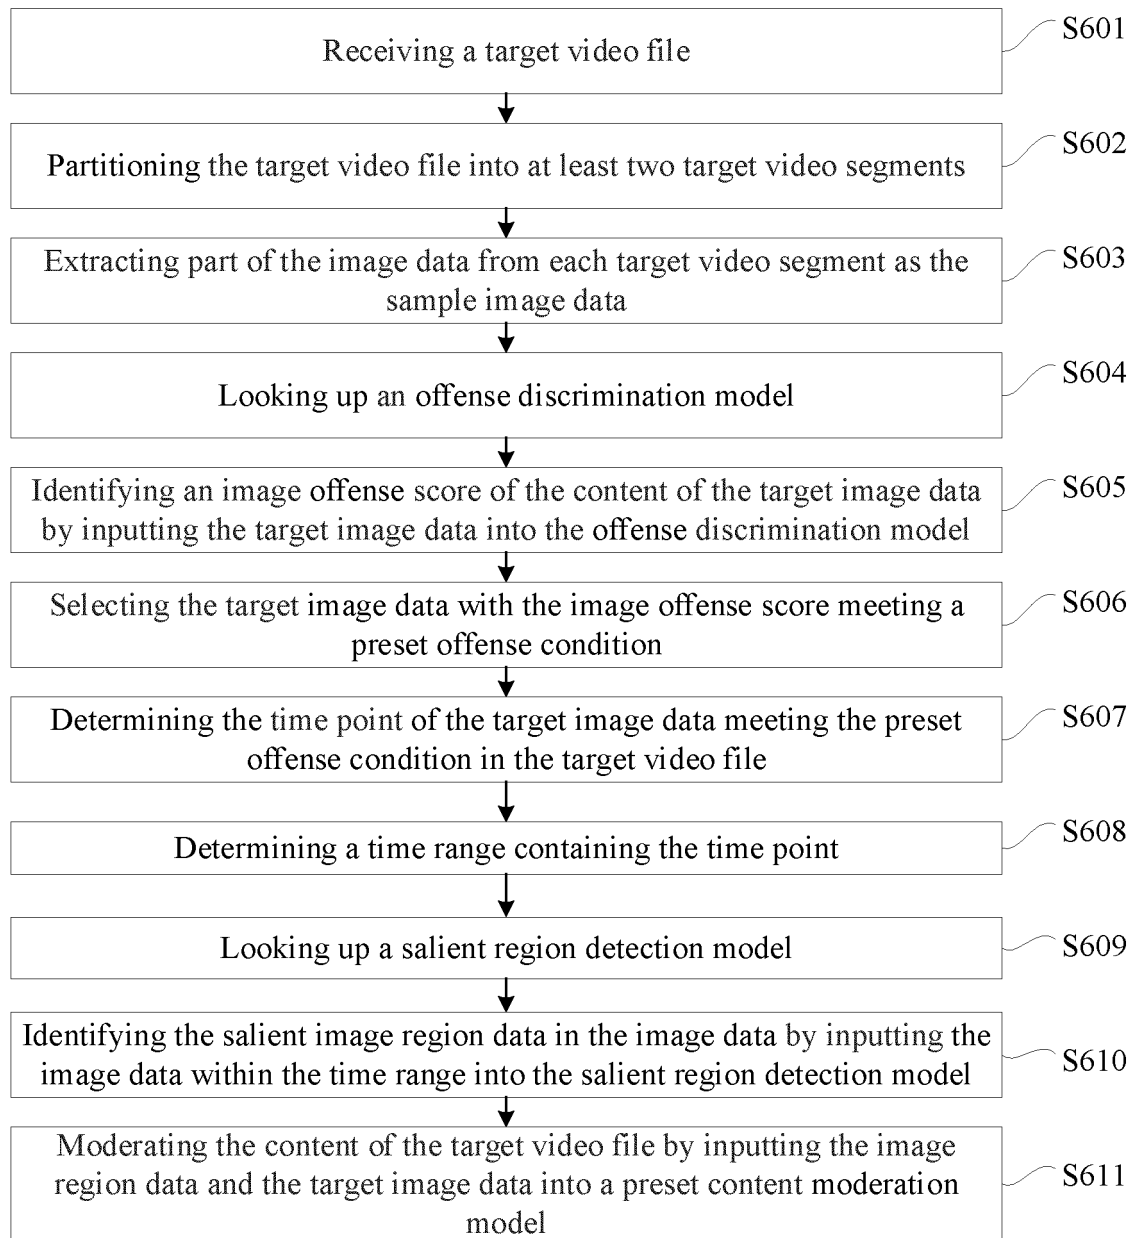 Receiving a target video file
S601
Partitioning the target video file into at least two target video segments
S602
Extracting part of the image data from each target video segment as the
sample image data
S603
Looking up an offense discrimination model
S604
Identifying an image offense score of the content of the target image data
by inputting the target image data into the offense discrimination model
S605
Selecting the target image data with the image offense score meeting a
preset offense condition
S606
Determining the time point of the target image data meeting the preset
offense condition in the target video file
S607
Determining a time range containing the time point
S608
Looking up a salient region detection model
S609
Identifying the salient image region data in the image data by inputting the
image data within the time range into the salient region detection model
S610
Moderating the content of the target video file by inputting the image
region data and the target image data into a preset content moderation
model
S611